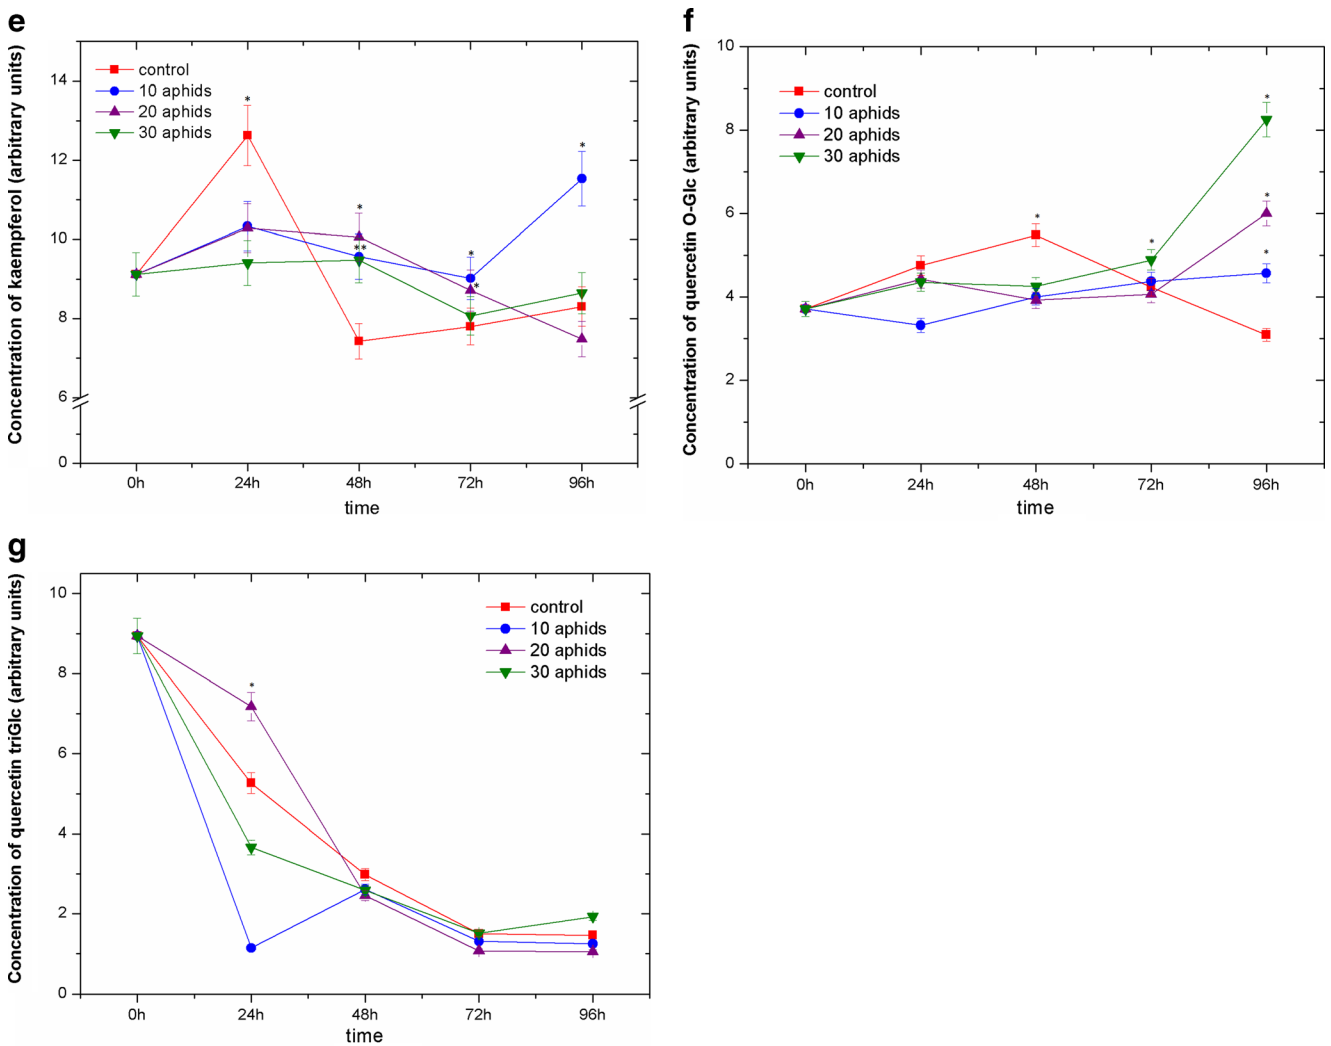 e
Concentration of kaempferol (arbitrary units)
14
12
10
8
6
0
control
10 aphids
20 aphids
30 aphids
*
*
**
*
*
*
0h 24h 48h 72h 96h
time
f
Concentration of quercetin O-Glc (arbitrary units)
10
8
6
4
2
0
control
10 aphids
20 aphids
30 aphids
*
*
*
*
*
0h 24h 48h 72h 96h
time
g
Concentration of quercetin triGlc (arbitrary units)
10
8
6
4
2
0
control
10 aphids
20 aphids
30 aphids
*
0h 24h 48h 72h 96h
time